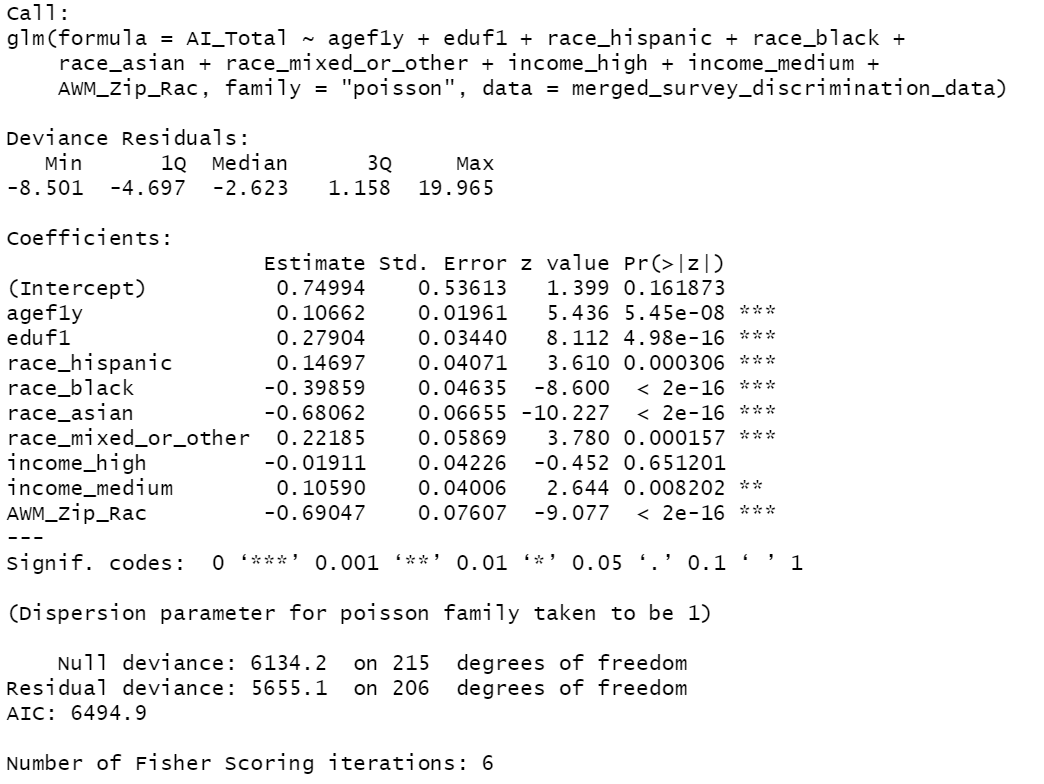 Call:
glm(formula = AI_Total ~ agef1y + eduf1 + race_hispanic + race_black +
    race_asian + race_mixed_or_other + income_high + income_medium +
    AWM_Zip_Rac, family = "poisson", data = merged_survey_discrimination_data)

Deviance Residuals:
   Min      1Q  Median      3Q     Max
-8.501  -4.697  -2.623   1.158  19.965

Coefficients:
                    Estimate Std. Error z value Pr(>|z|)
(Intercept)          0.74994    0.53613   1.399 0.161873
agef1y               0.10662    0.01961   5.436 5.45e-08 ***
eduf1                0.27904    0.03440   8.112 4.98e-16 ***
race_hispanic        0.14697    0.04071   3.610 0.000306 ***
race_black          -0.39859    0.04635  -8.600  < 2e-16 ***
race_asian          -0.68062    0.06655 -10.227  < 2e-16 ***
race_mixed_or_other  0.22185    0.05869   3.780 0.000157 ***
income_high         -0.01911    0.04226  -0.452 0.651201
income_medium        0.10590    0.04006   2.644 0.008202 **
AWM_Zip_Rac         -0.69047    0.07607  -9.077  < 2e-16 ***
---
Signif. codes:  0 ‘***’ 0.001 ‘**’ 0.01 ‘*’ 0.05 ‘.’ 0.1 ‘ ’ 1

(Dispersion parameter for poisson family taken to be 1)

    Null deviance: 6134.2  on 215  degrees of freedom
Residual deviance: 5655.1  on 206  degrees of freedom
AIC: 6494.9

Number of Fisher Scoring iterations: 6